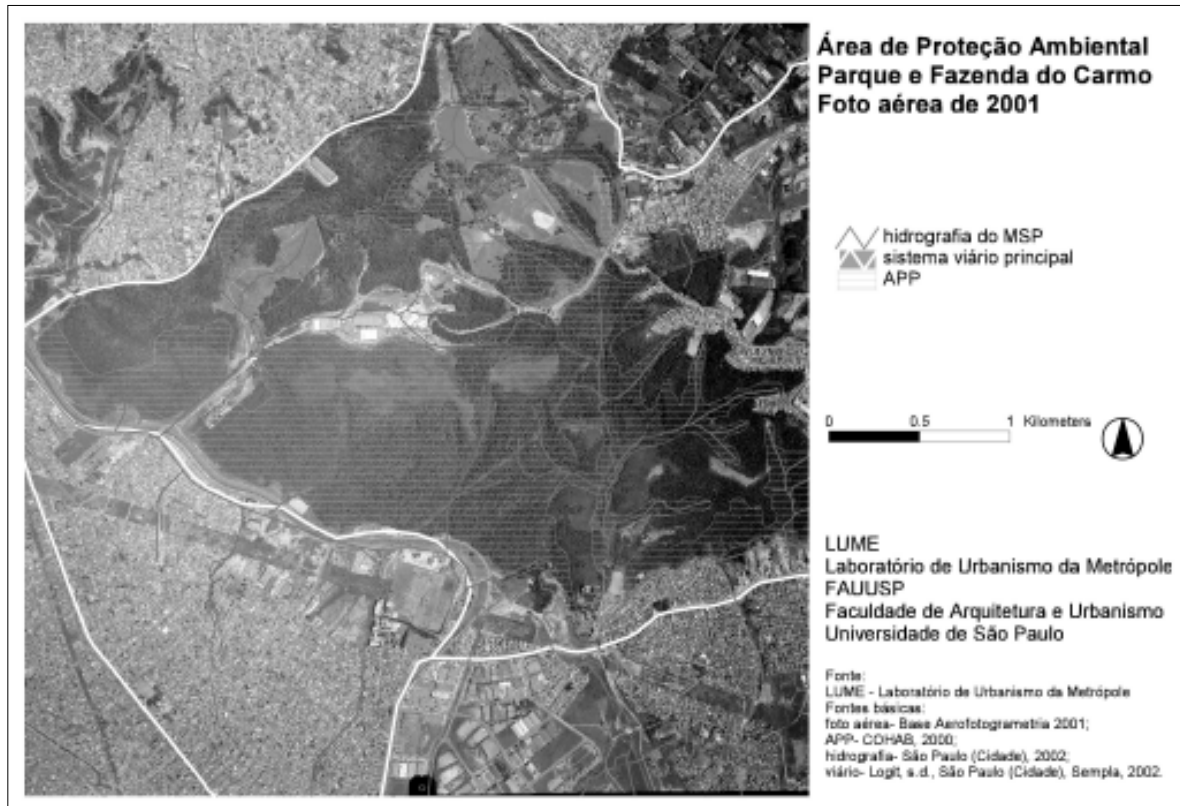 Área de Proteção Ambiental
Parque e Fazenda do Carmo
Foto aérea de 2001
hidrografia do MSP
sistema viário principal
APP
0 0.5 1 Kilometers
LUME
Laboratório de Urbanismo da Metrópole
FAUUSP
Faculdade de Arquitetura e Urbanismo
Universidade de São Paulo
Fonte:
LUME - Laboratório de Urbanismo da Metrópole
Fontes básicas:
foto aérea- Base Aerofotogrametria 2001;
APP- COHAB, 2000;
hidrografia- São Paulo (Cidade), 2002;
viário- Logit, s.d., São Paulo (Cidade), Sempla, 2002.